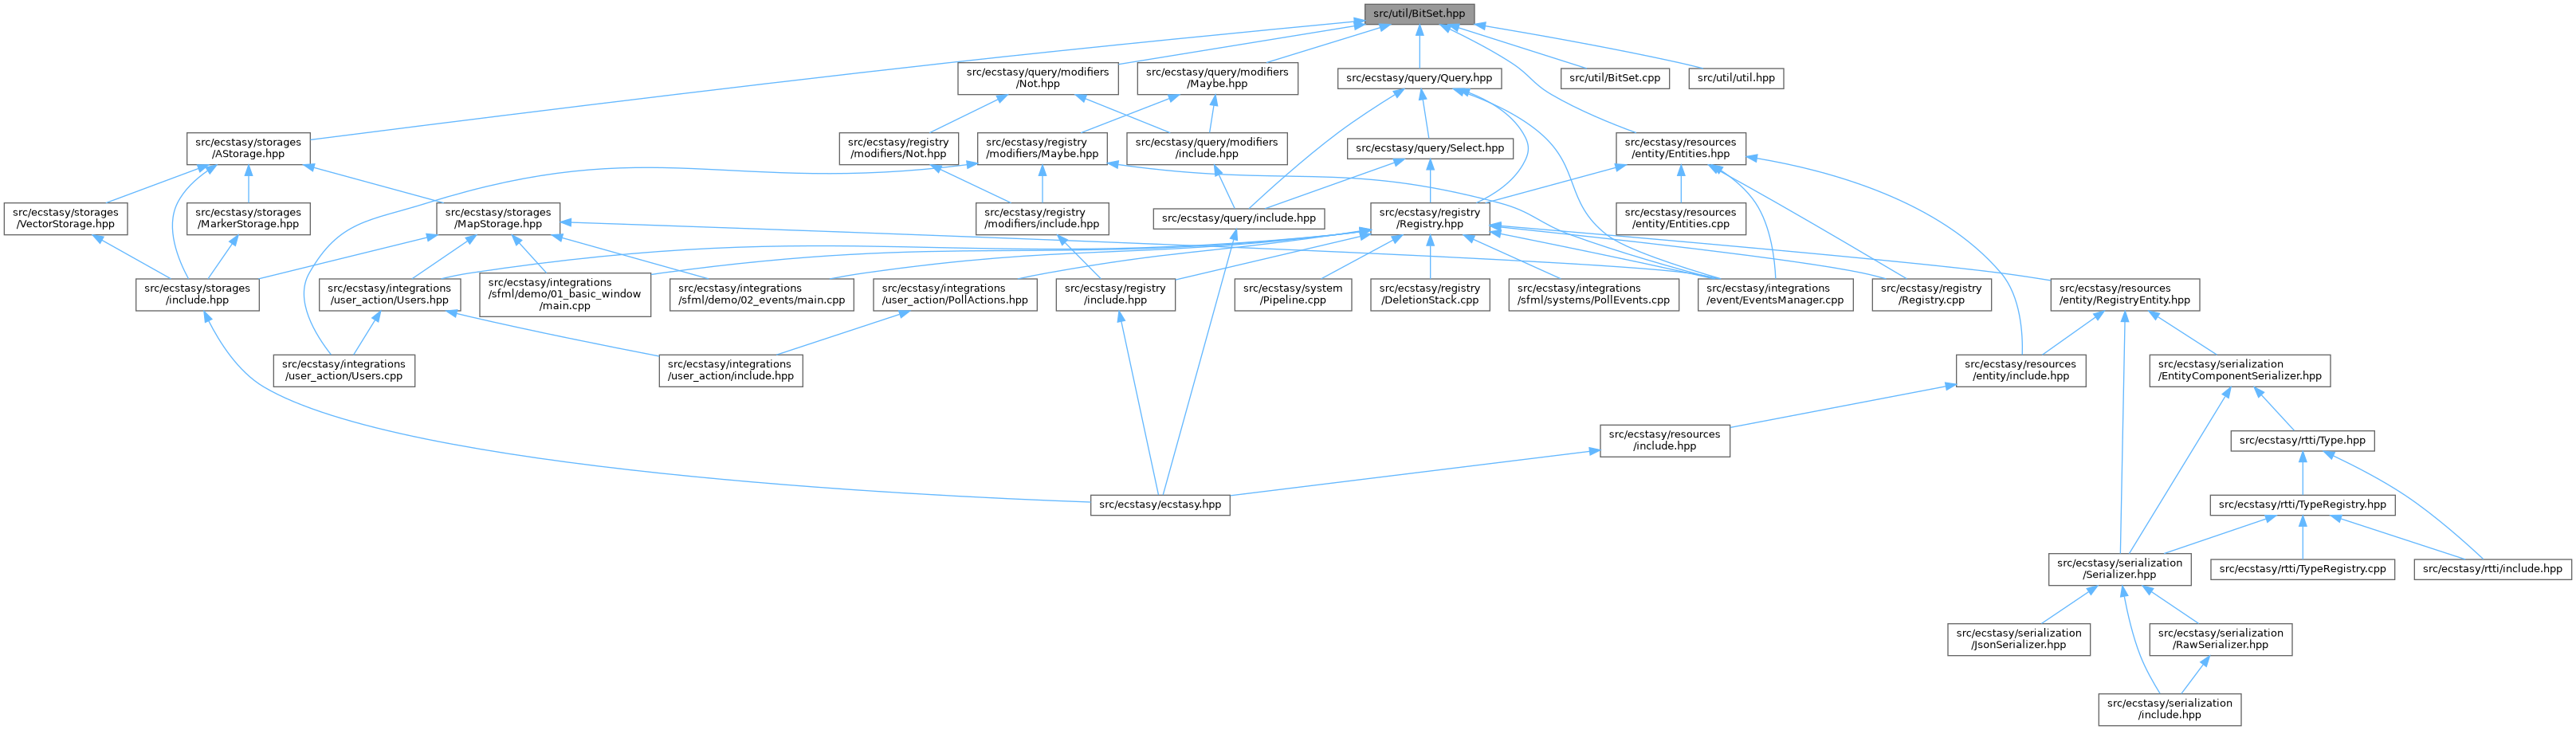 src/util/BitSet.hpp
src/ecstasy/query/modifiers
/Not.hpp
src/ecstasy/query/modifiers
/Maybe.hpp
src/ecstasy/query/Query.hpp
src/util/BitSet.cpp
src/util/util.hpp
src/ecstasy/storages
/AStorage.hpp
src/ecstasy/registry
/modifiers/Not.hpp
src/ecstasy/registry
/modifiers/Maybe.hpp
src/ecstasy/query/modifiers
/include.hpp
src/ecstasy/query/Select.hpp
src/ecstasy/resources
/entity/Entities.hpp
src/ecstasy/storages
/VectorStorage.hpp
src/ecstasy/storages
/MarkerStorage.hpp
src/ecstasy/storages
/MapStorage.hpp
src/ecstasy/registry
/modifiers/include.hpp
src/ecstasy/query/include.hpp
src/ecstasy/registry
/Registry.hpp
src/ecstasy/resources
/entity/Entities.cpp
src/ecstasy/storages
/include.hpp
src/ecstasy/integrations
/user_action/Users.hpp
src/ecstasy/integrations
/sfml/demo/01_basic_window
/main.cpp
src/ecstasy/integrations
/sfml/demo/02_events/main.cpp
src/ecstasy/integrations
/user_action/PollActions.hpp
src/ecstasy/registry
/include.hpp
src/ecstasy/system
/Pipeline.cpp
src/ecstasy/registry
/DeletionStack.cpp
src/ecstasy/integrations
/sfml/systems/PollEvents.cpp
src/ecstasy/integrations
/event/EventsManager.cpp
src/ecstasy/registry
/Registry.cpp
src/ecstasy/resources
/entity/RegistryEntity.hpp
src/ecstasy/integrations
/user_action/Users.cpp
src/ecstasy/integrations
/user_action/include.hpp
src/ecstasy/resources
/entity/include.hpp
src/ecstasy/serialization
/EntityComponentSerializer.hpp
src/ecstasy/resources
/include.hpp
src/ecstasy/rtti/Type.hpp
src/ecstasy/ecstasy.hpp
src/ecstasy/rtti/TypeRegistry.hpp
src/ecstasy/serialization
/Serializer.hpp
src/ecstasy/rtti/TypeRegistry.cpp
src/ecstasy/rtti/include.hpp
src/ecstasy/serialization
/JsonSerializer.hpp
src/ecstasy/serialization
/RawSerializer.hpp
src/ecstasy/serialization
/include.hpp